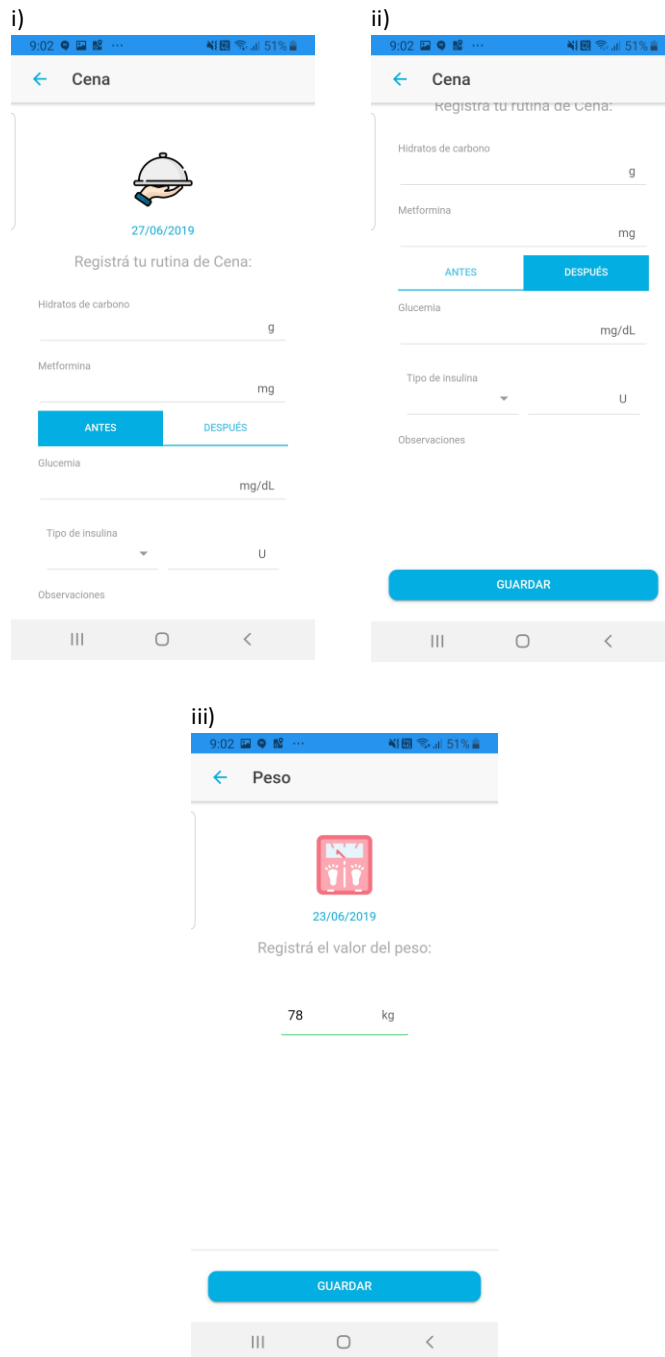 i)
9:02 ··· 51%
Cena
27/06/2019
Registrá tu rutina de Cena:
Hidratos de carbono
g
Metformina
mg
ANTES DESPUÉS
Glucemia
mg/dL
Tipo de insulina
U
Observaciones
ii)
9:02 ··· 51%
Cena
Registrá tu rutina de Cena:
Hidratos de carbono
g
Metformina
mg
ANTES DESPUÉS
Glucemia
mg/dL
Tipo de insulina
U
Observaciones
GUARDAR
iii)
9:02 ··· 51%
Peso
23/06/2019
Registrá el valor del peso:
78 kg
GUARDAR